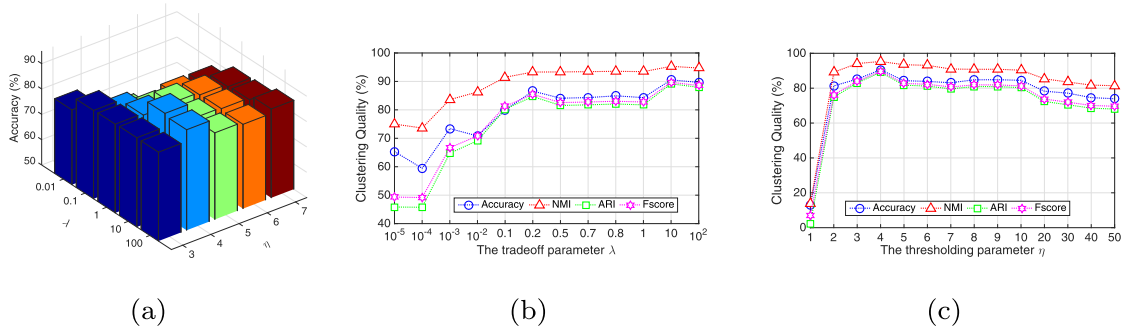 Accuracy (%)
90
80
70
60
50
0.01
0.1
1
10
100
3
4
5
6
7
η
(a)
Clustering Quality (%)
100
90
80
70
60
50
40
Accuracy NMI ARI Fscore
10^-5 10^-4 10^-3 10^-2 0.1 0.2 0.5 0.7 0.8 1 10 10^2
The tradeoff parameter λ
(b)
Clustering Quality (%)
100
80
60
40
20
0
Accuracy NMI ARI Fscore
1 2 3 4 5 6 7 8 9 10 20 30 40 50
The thresholding parameter η
(c)